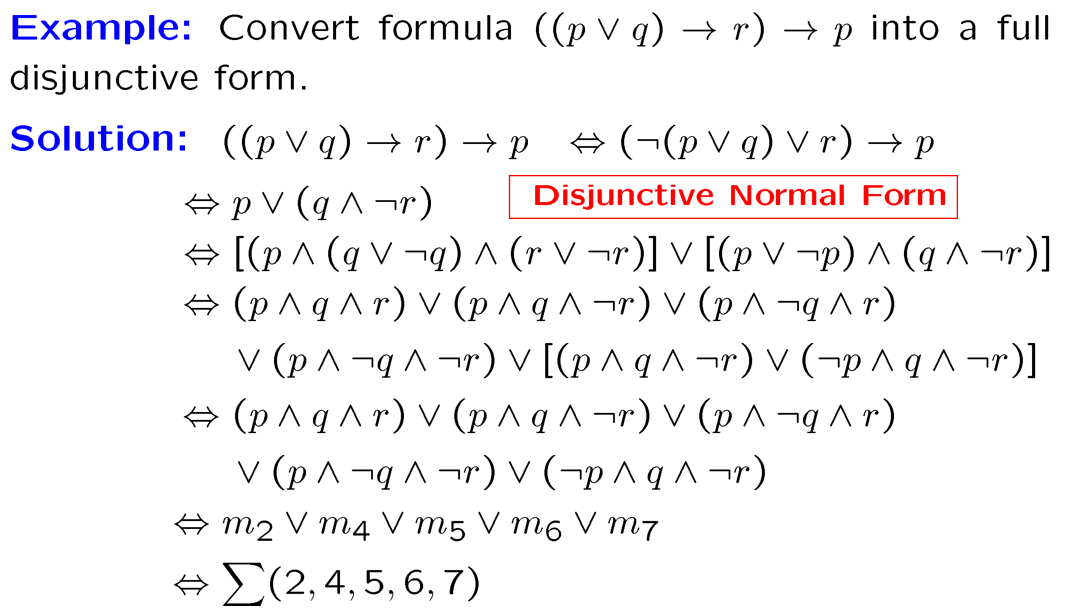 Example: Convert formula ((p ∨ q) → r) → p into a full
disjunctive form.
Solution: ((p ∨ q) → r) → p ⇔ (¬(p ∨ q) ∨ r) → p
⇔ p ∨ (q ∧ ¬r) Disjunctive Normal Form
⇔ [(p ∧ (q ∨ ¬q) ∧ (r ∨ ¬r)] ∨ [(p ∨ ¬p) ∧ (q ∧ ¬r)]
⇔ (p ∧ q ∧ r) ∨ (p ∧ q ∧ ¬r) ∨ (p ∧ ¬q ∧ r)
∨ (p ∧ ¬q ∧ ¬r) ∨ [(p ∧ q ∧ ¬r) ∨ (¬p ∧ q ∧ ¬r)]
⇔ (p ∧ q ∧ r) ∨ (p ∧ q ∧ ¬r) ∨ (p ∧ ¬q ∧ r)
∨ (p ∧ ¬q ∧ ¬r) ∨ (¬p ∧ q ∧ ¬r)
⇔ m₂ ∨ m₄ ∨ m₅ ∨ m₆ ∨ m₇
⇔ ∑(2, 4, 5, 6, 7)